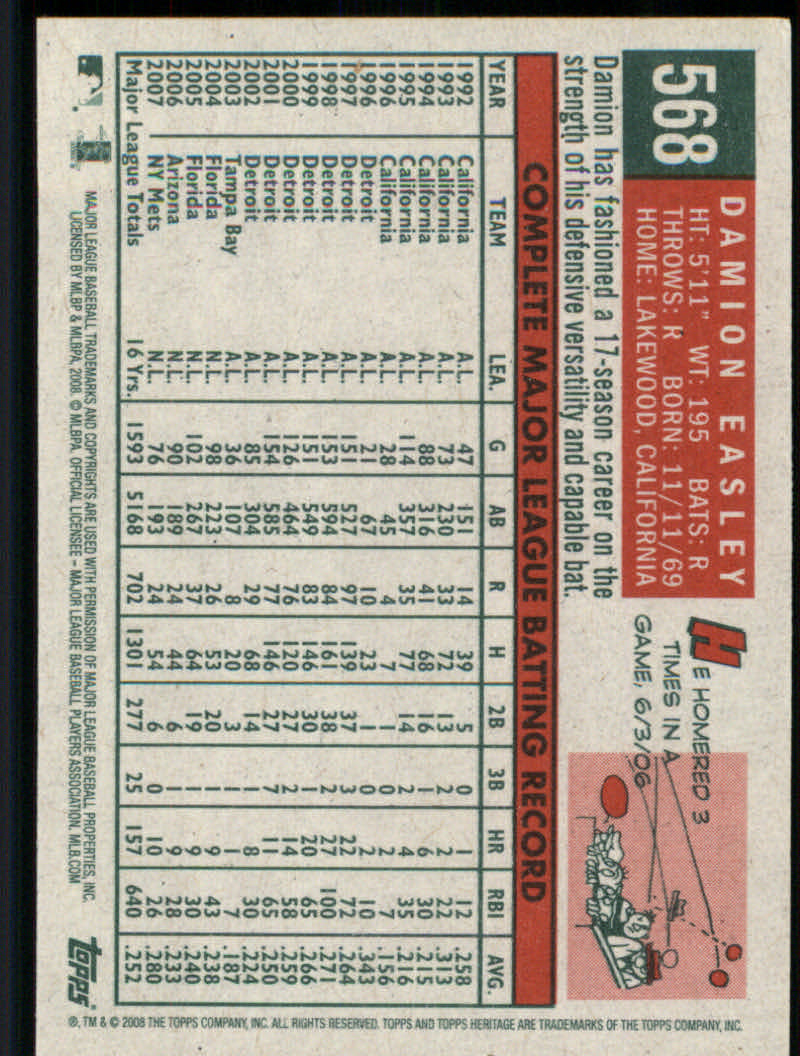 568
DAMION EASLEY
HT: 5'11" WT: 195 BATS: R
THROWS: R BORN: 11/11/69
HOME: LAKEWOOD, CALIFORNIA
HE HOMERED 3
TIMES IN A
GAME, 6/3/06
Damion has fashioned a 17-season career on the
strength of his defensive versatility and capable bat.
COMPLETE MAJOR LEAGUE BATTING RECORD
YEAR TEAM LEA. G AB R H 2B 3B HR RBI AVG.
1992 California A.L. 47 151 14 39 5 0 1 12 .258
1993 California A.L. 73 230 33 72 13 2 2 22 .313
1994 California A.L. 88 316 41 68 16 1 6 30 .215
1995 California A.L. 114 357 35 77 14 2 4 35 .216
1996 California A.L. 28 45 4 7 1 0 2 7 .156
1996 Detroit A.L. 21 67 10 23 1 0 2 10 .343
1997 Detroit A.L. 151 527 97 139 37 3 22 72 .264
1998 Detroit A.L. 153 594 84 161 38 2 27 100 .271
1999 Detroit A.L. 151 549 83 146 30 1 20 65 .266
2000 Detroit A.L. 126 464 76 120 27 2 14 58 .259
2001 Detroit A.L. 154 585 77 146 27 7 11 65 .250
2002 Detroit A.L. 85 304 29 68 14 1 8 30 .224
2003 Tampa Bay A.L. 36 107 8 20 3 1 1 7 .187
2004 Florida N.L. 98 223 26 53 20 1 9 43 .238
2005 Florida N.L. 102 267 37 64 19 1 9 30 .240
2006 Arizona N.L. 90 189 24 44 6 1 9 28 .233
2007 NY Mets N.L. 76 193 24 54 6 0 10 26 .280
Major League Totals 16 Yrs. 1593 5168 702 1301 277 25 157 640 .252
MAJOR LEAGUE BASEBALL TRADEMARKS AND COPYRIGHTS ARE USED WITH PERMISSION OF MAJOR LEAGUE BASEBALL PROPERTIES, INC.
LICENSED BY MLBP & MLBPA, 2008. © MLBPA. OFFICIAL LICENSEE – MAJOR LEAGUE BASEBALL PLAYERS ASSOCIATION. MLB.COM
topps
®, TM & © 2008 THE TOPPS COMPANY, INC. ALL RIGHTS RESERVED. TOPPS AND TOPPS HERITAGE ARE TRADEMARKS OF THE TOPPS COMPANY, INC.